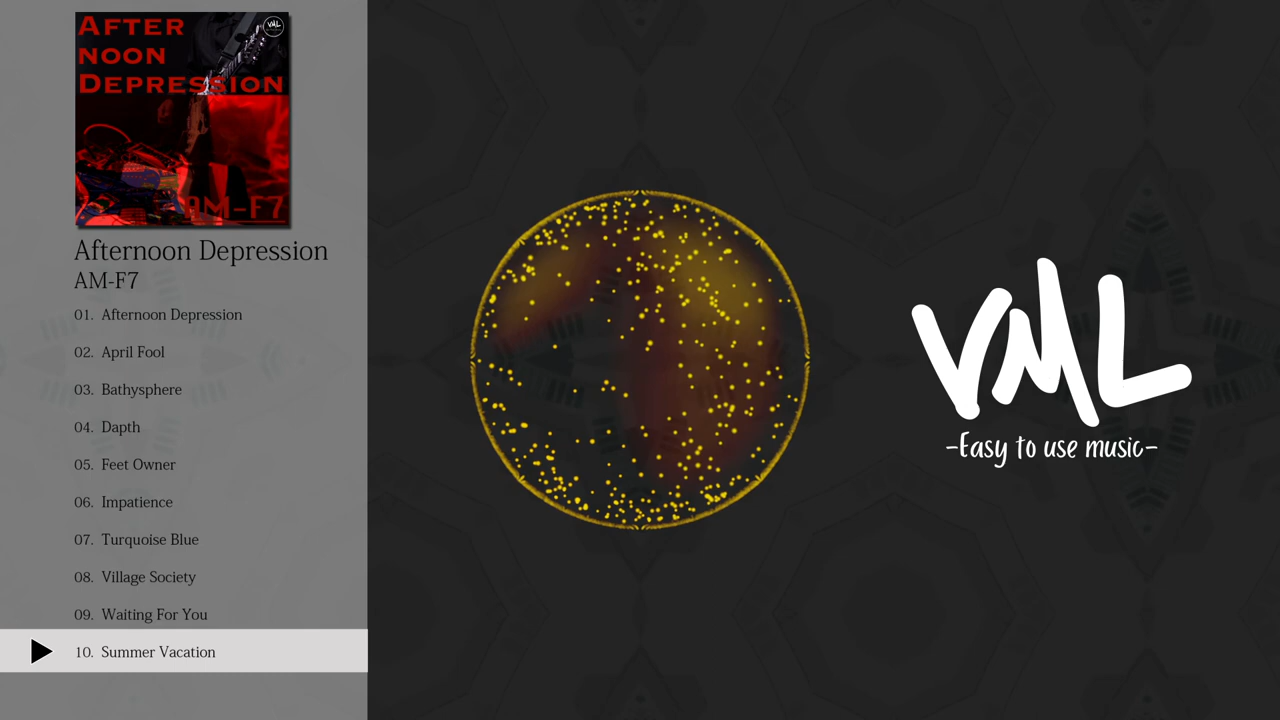 AFTER
NOON
DEPRESSION
VML
AM-F7
Afternoon Depression
AM-F7
01. Afternoon Depression
02. April Fool
03. Bathysphere
04. Dapth
05. Feet Owner
06. Impatience
07. Turquoise Blue
08. Village Society
09. Waiting For You
10. Summer Vacation
VML
-Easy to use music-